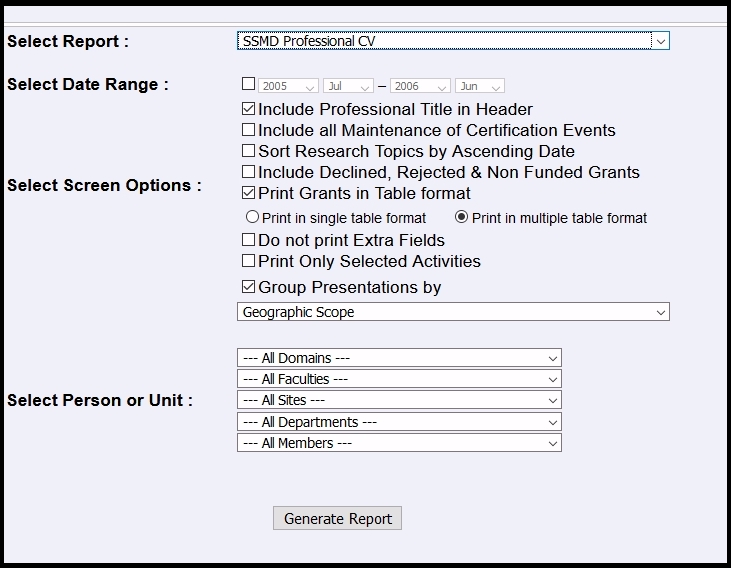 Select Report : SSMD Professional CV
Select Date Range : 2005 Jul – 2006 Jun
Include Professional Title in Header
Include all Maintenance of Certification Events
Sort Research Topics by Ascending Date
Include Declined, Rejected & Non Funded Grants
Select Screen Options : Print Grants in Table format
Print in single table format Print in multiple table format
Do not print Extra Fields
Print Only Selected Activities
Group Presentations by
Geographic Scope
--- All Domains ---
--- All Faculties ---
Select Person or Unit : --- All Sites ---
--- All Departments ---
--- All Members ---
Generate Report